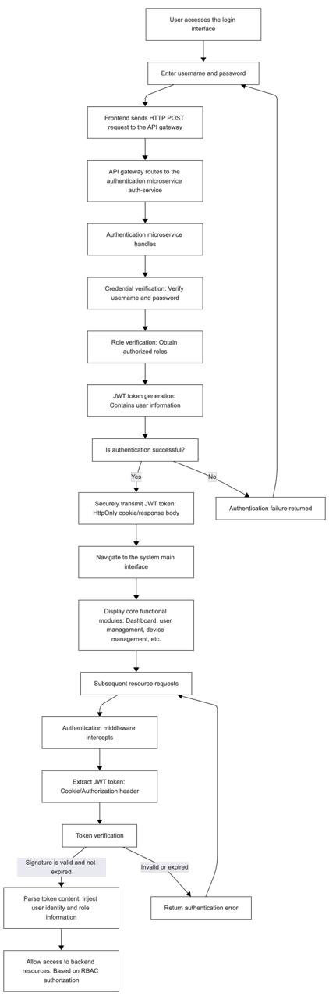 User accesses the login
interface
Enter username and password
Frontend sends HTTP POST
request to the API gateway
API gateway routes to the
authentication microservice
auth-service
Authentication microservice
handles
Credential verification: Verify
username and password
Role verification: Obtain
authorized roles
JWT token generation:
Contains user information
Is authentication successful?
Yes
No
Securely transmit JWT token:
HttpOnly cookie/response body
Authentication failure returned
Navigate to the system main
interface
Display core functional
modules: Dashboard, user
management, device
management, etc.
Subsequent resource requests
Authentication middleware
intercepts
Extract JWT token:
Cookie/Authorization header
Token verification
Signature is valid and not
expired
Invalid or expired
Parse token content: Inject
user identity and role
information
Return authentication error
Allow access to backend
resources: Based on RBAC
authorization